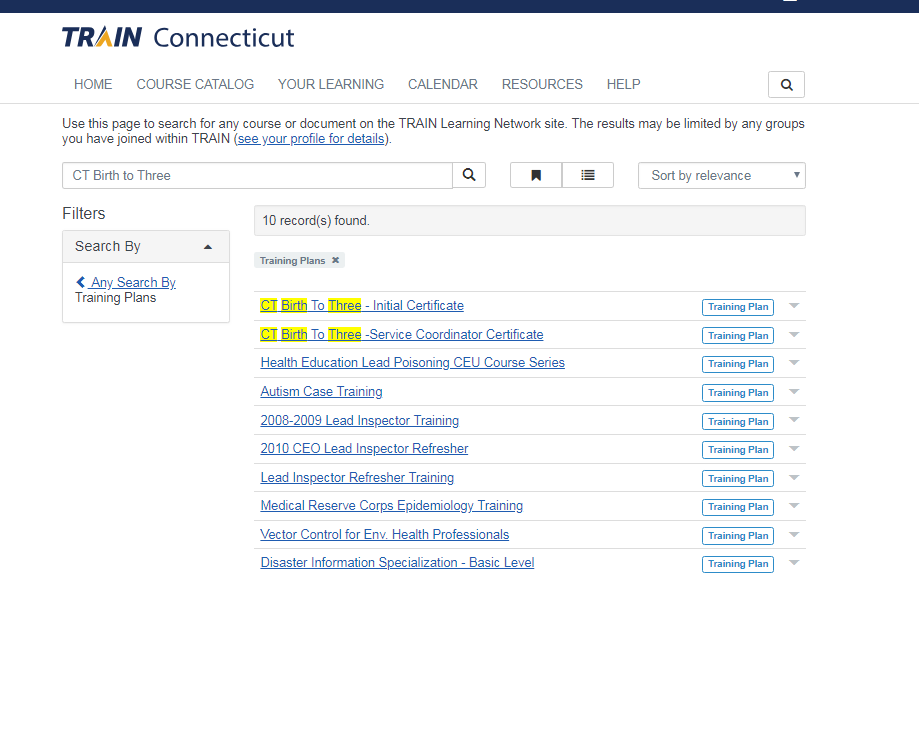 TRAIN Connecticut
HOME COURSE CATALOG YOUR LEARNING CALENDAR RESOURCES HELP
Use this page to search for any course or document on the TRAIN Learning Network site. The results may be limited by any groups
you have joined within TRAIN (see your profile for details).
CT Birth to Three
Sort by relevance
Filters
10 record(s) found.
Search By
Training Plans ✖
Any Search By
Training Plans
CT Birth To Three - Initial Certificate Training Plan
CT Birth To Three -Service Coordinator Certificate Training Plan
Health Education Lead Poisoning CEU Course Series Training Plan
Autism Case Training Training Plan
2008-2009 Lead Inspector Training Training Plan
2010 CEO Lead Inspector Refresher Training Plan
Lead Inspector Refresher Training Training Plan
Medical Reserve Corps Epidemiology Training Training Plan
Vector Control for Env. Health Professionals Training Plan
Disaster Information Specialization - Basic Level Training Plan